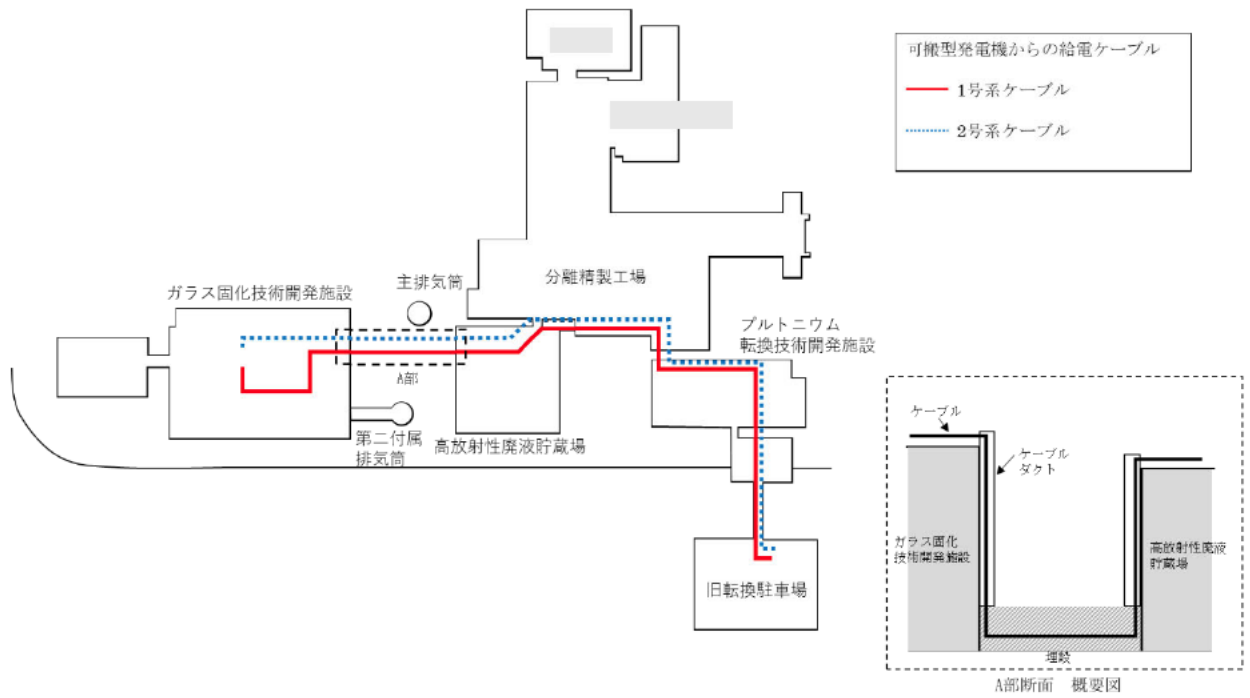 可搬型発電機からの給電ケーブル
1号系ケーブル
2号系ケーブル
主排気筒
分離精製工場
ガラス固化技術開発施設
プルトニウム
転換技術開発施設
A部
第二付属
排気筒
高放射性廃液貯蔵場
旧転換駐車場
ケーブル
ケーブル
ダクト
ガラス固化
技術開発施設
高放射性廃液
貯蔵場
埋設
A部断面 概要図